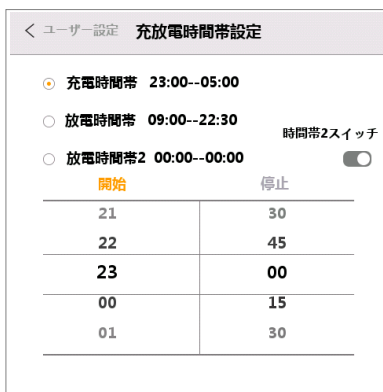 ユーザー設定 充放電時間帯設定
充電時間帯 23:00--05:00
放電時間帯 09:00--22:30
時間帯2スイッチ
放電時間帯2 00:00--00:00
開始 停止
21 30
22 45
23 00
00 15
01 30